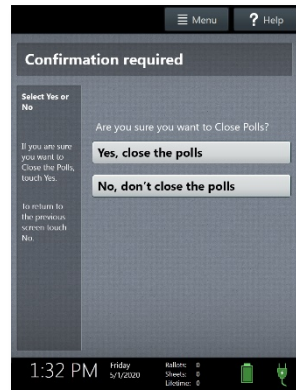 Menu
? Help
Confirmation required
Select Yes or
No
If you are sure
you want to
Close the Polls,
touch Yes.
To return to
the previous
screen touch
No.
Are you sure you want to Close Polls?
Yes, close the polls
No, don't close the polls
1:32 PM
Friday
5/1/2020
Ballots: 0
Sheets: 0
Lifetime: 0